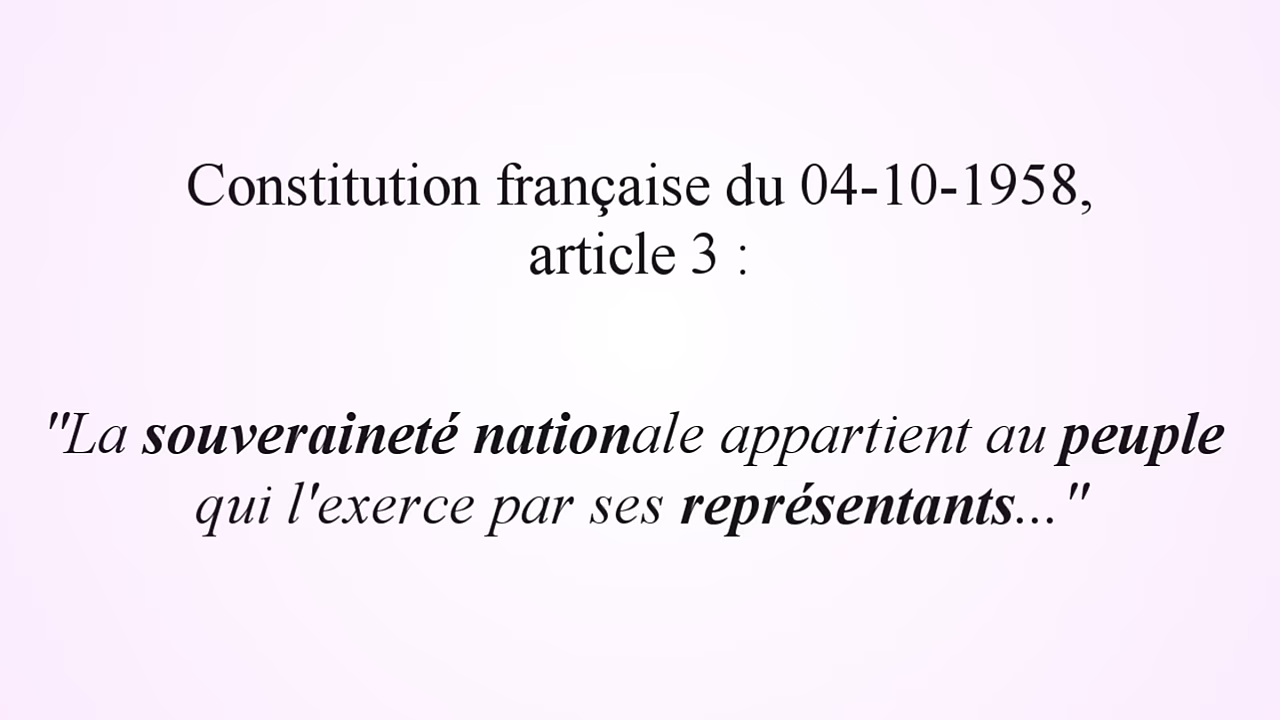 Constitution française du 04-10-1958,
article 3 :
"La souveraineté nationale appartient au peuple
qui l'exerce par ses représentants..."